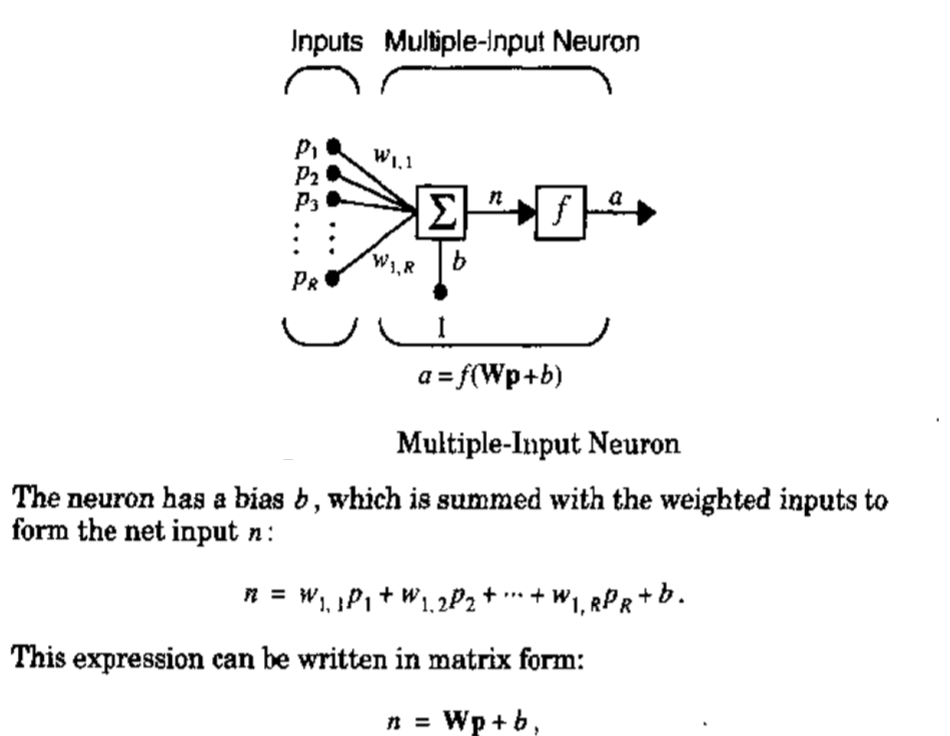 Inputs Multiple-Input Neuron
p₁ w₁,₁
p₂
p₃ Σ n f a
p_R w₁,R b
1
a = f(Wp+b)
Multiple-Input Neuron
The neuron has a bias b, which is summed with the weighted inputs to
form the net input n:
n = w₁,₁p₁ + w₁,₂p₂ + ··· + w₁,Rp_R + b.
This expression can be written in matrix form:
n = Wp + b,